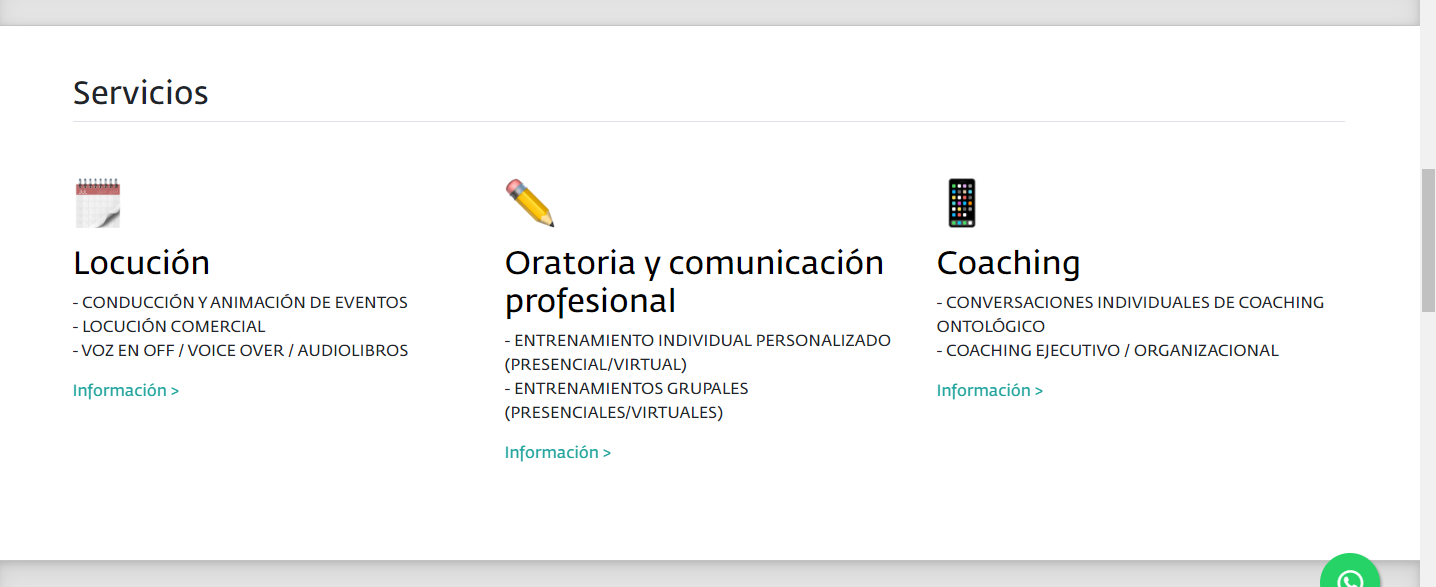 Servicios
Locución
- CONDUCCIÓN Y ANIMACIÓN DE EVENTOS
- LOCUCIÓN COMERCIAL
- VOZ EN OFF / VOICE OVER / AUDIOLIBROS
Información >
Oratoria y comunicación
profesional
- ENTRENAMIENTO INDIVIDUAL PERSONALIZADO
(PRESENCIAL/VIRTUAL)
- ENTRENAMIENTOS GRUPALES
(PRESENCIALES/VIRTUALES)
Información >
Coaching
- CONVERSACIONES INDIVIDUALES DE COACHING
ONTOLÓGICO
- COACHING EJECUTIVO / ORGANIZACIONAL
Información >